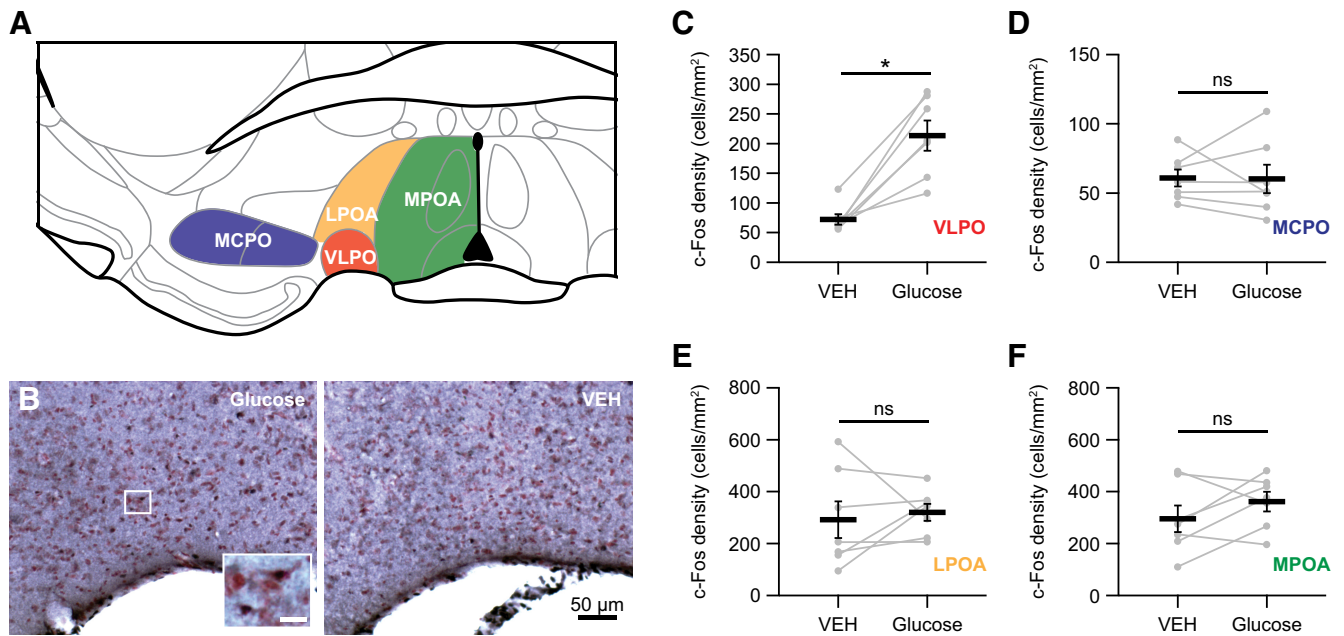 A
LPOA
MPOA
MCPO
VLPO
B
Glucose
VEH
50 µm
C
c-Fos density (cells/mm²)
350
300
250
200
150
100
50
0
*
VLPO
VEH
Glucose
D
c-Fos density (cells/mm²)
150
100
50
0
ns
MCPO
VEH
Glucose
E
c-Fos density (cells/mm²)
800
600
400
200
0
ns
LPOA
VEH
Glucose
F
c-Fos density (cells/mm²)
800
600
400
200
0
ns
MPOA
VEH
Glucose